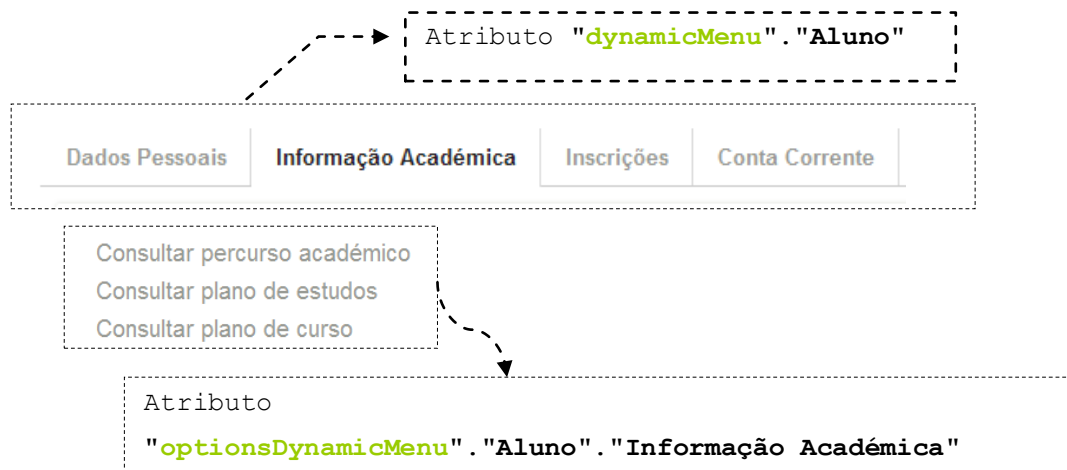 Atributo "dynamicMenu"."Aluno"
Dados Pessoais Informação Académica Inscrições Conta Corrente
Consultar percurso académico
Consultar plano de estudos
Consultar plano de curso
Atributo
"optionsDynamicMenu"."Aluno"."Informação Académica"